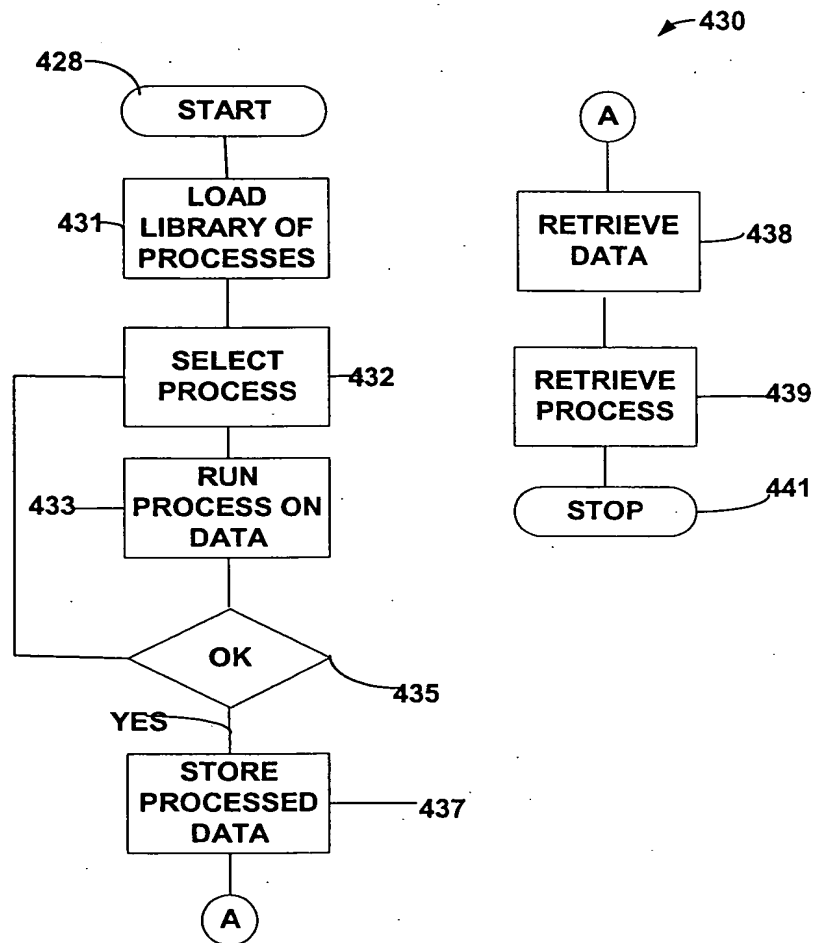 430
428
START
431
LOAD
LIBRARY OF
PROCESSES
SELECT
PROCESS
432
433
RUN
PROCESS ON
DATA
OK
435
YES
STORE
PROCESSED
DATA
437
A
A
RETRIEVE
DATA
438
RETRIEVE
PROCESS
439
STOP
441